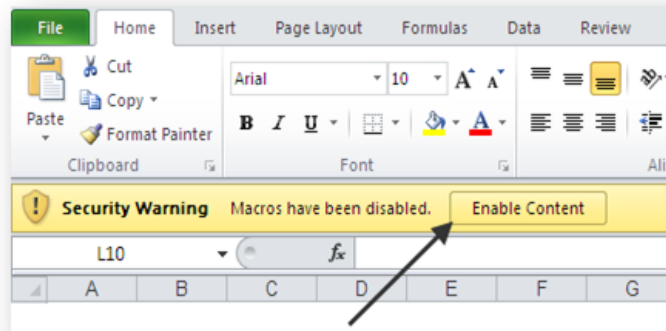 File Home Insert Page Layout Formulas Data Review
Cut
Arial 10 A A
Copy
Paste
Format Painter
B I U A
Clipboard Font Ali
! Security Warning Macros have been disabled. Enable Content
L10 fx
A B C D E F G